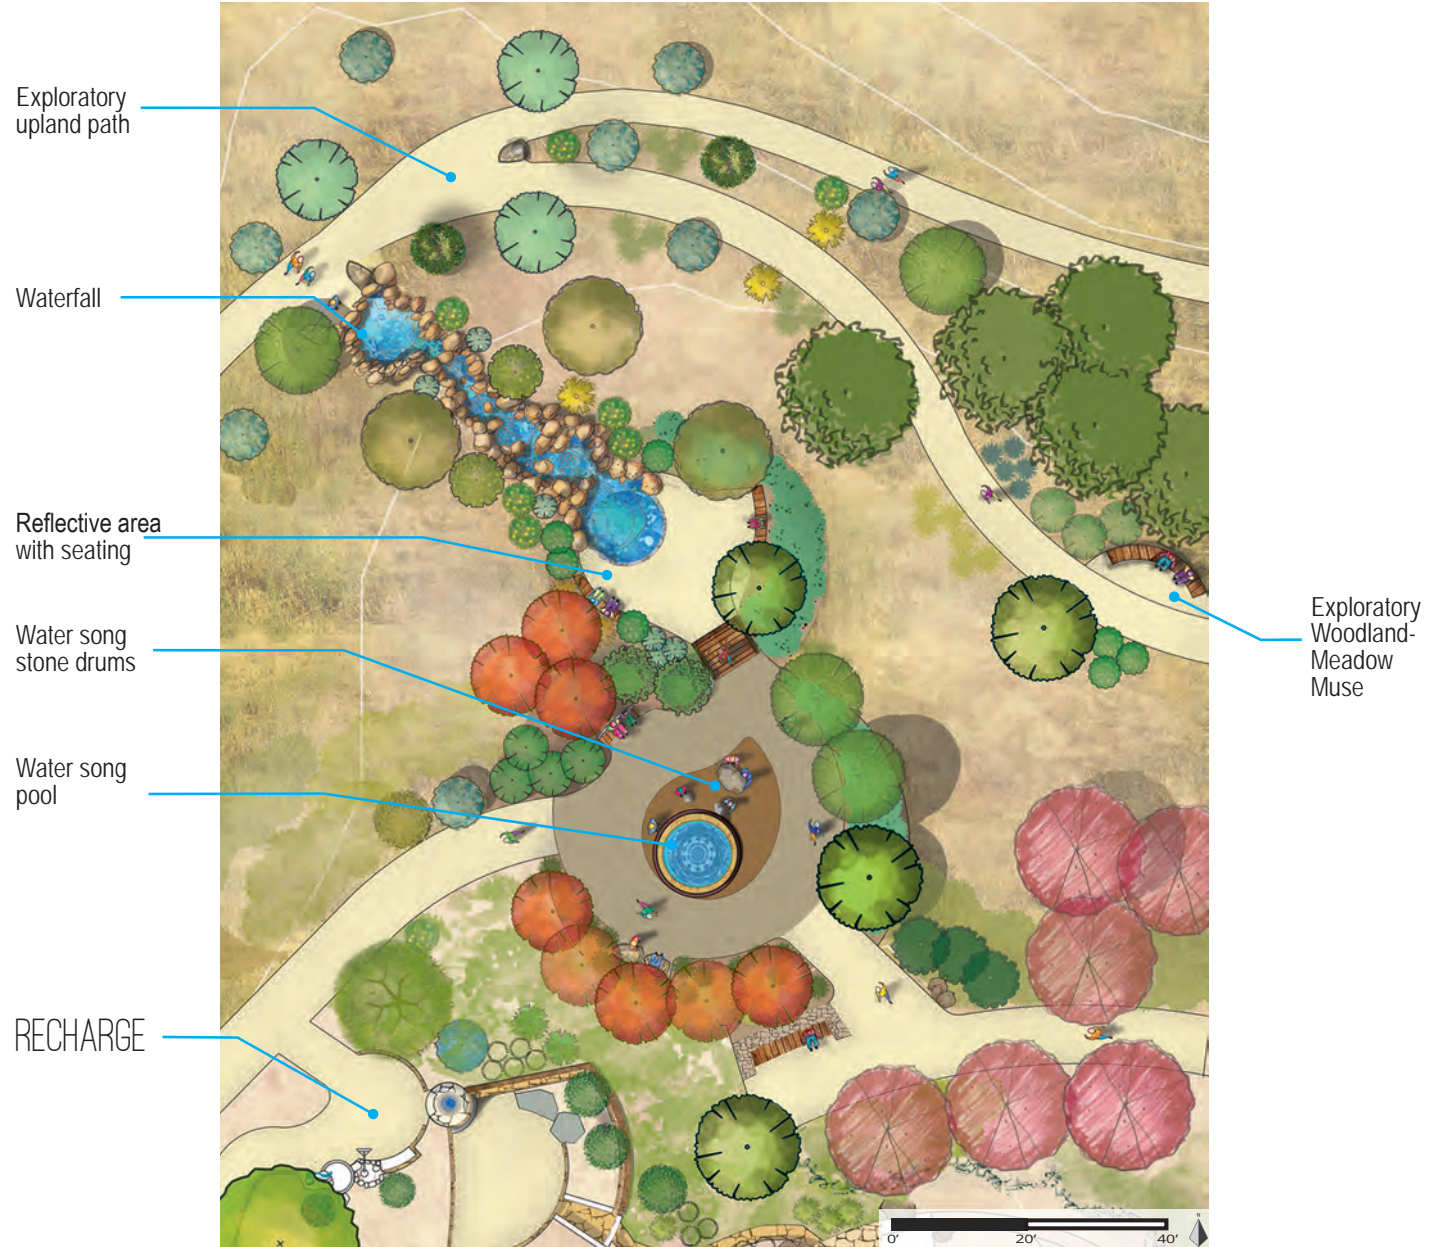 Exploratory
upland path
Waterfall
Reflective area
with seating
Water song
stone drums
Water song
pool
RECHARGE
Exploratory
Woodland-
Meadow
Muse
0'
20'
40'
N